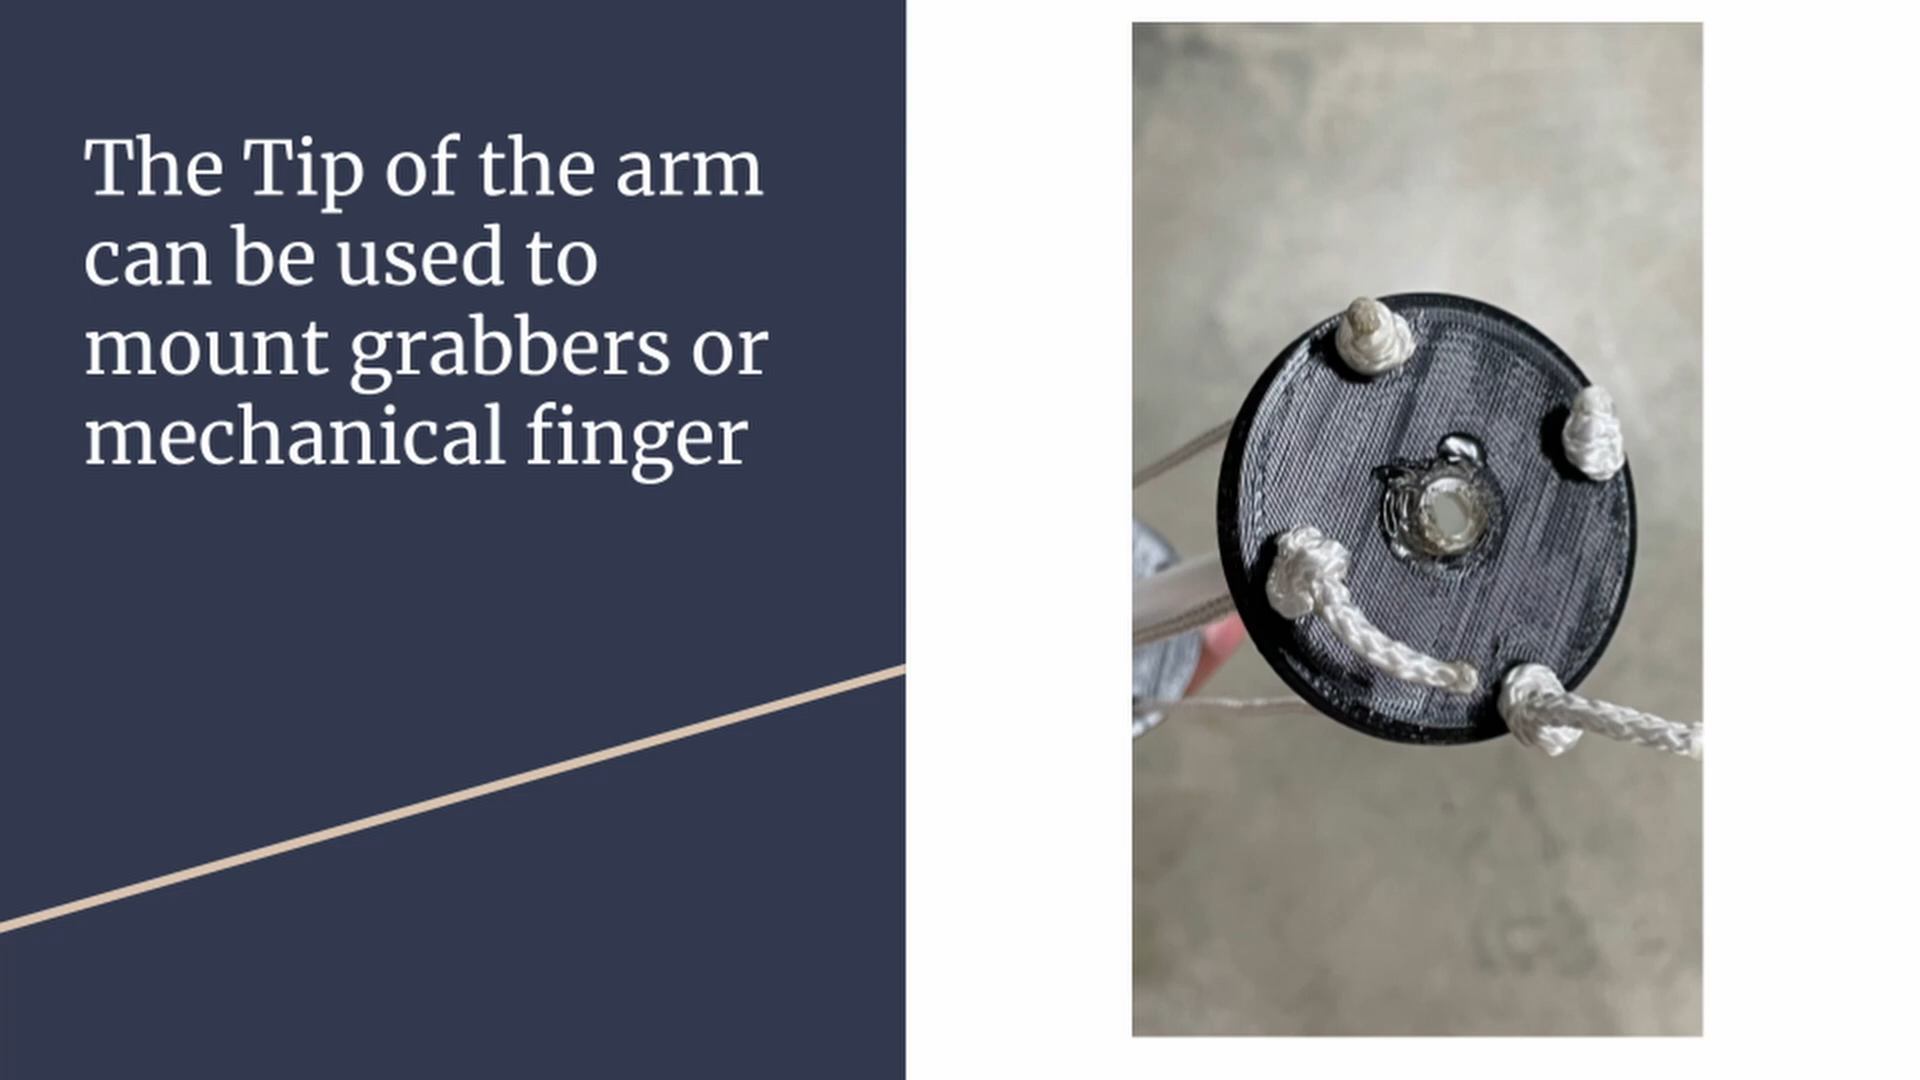 The Tip of the arm
can be used to
mount grabbers or
mechanical finger